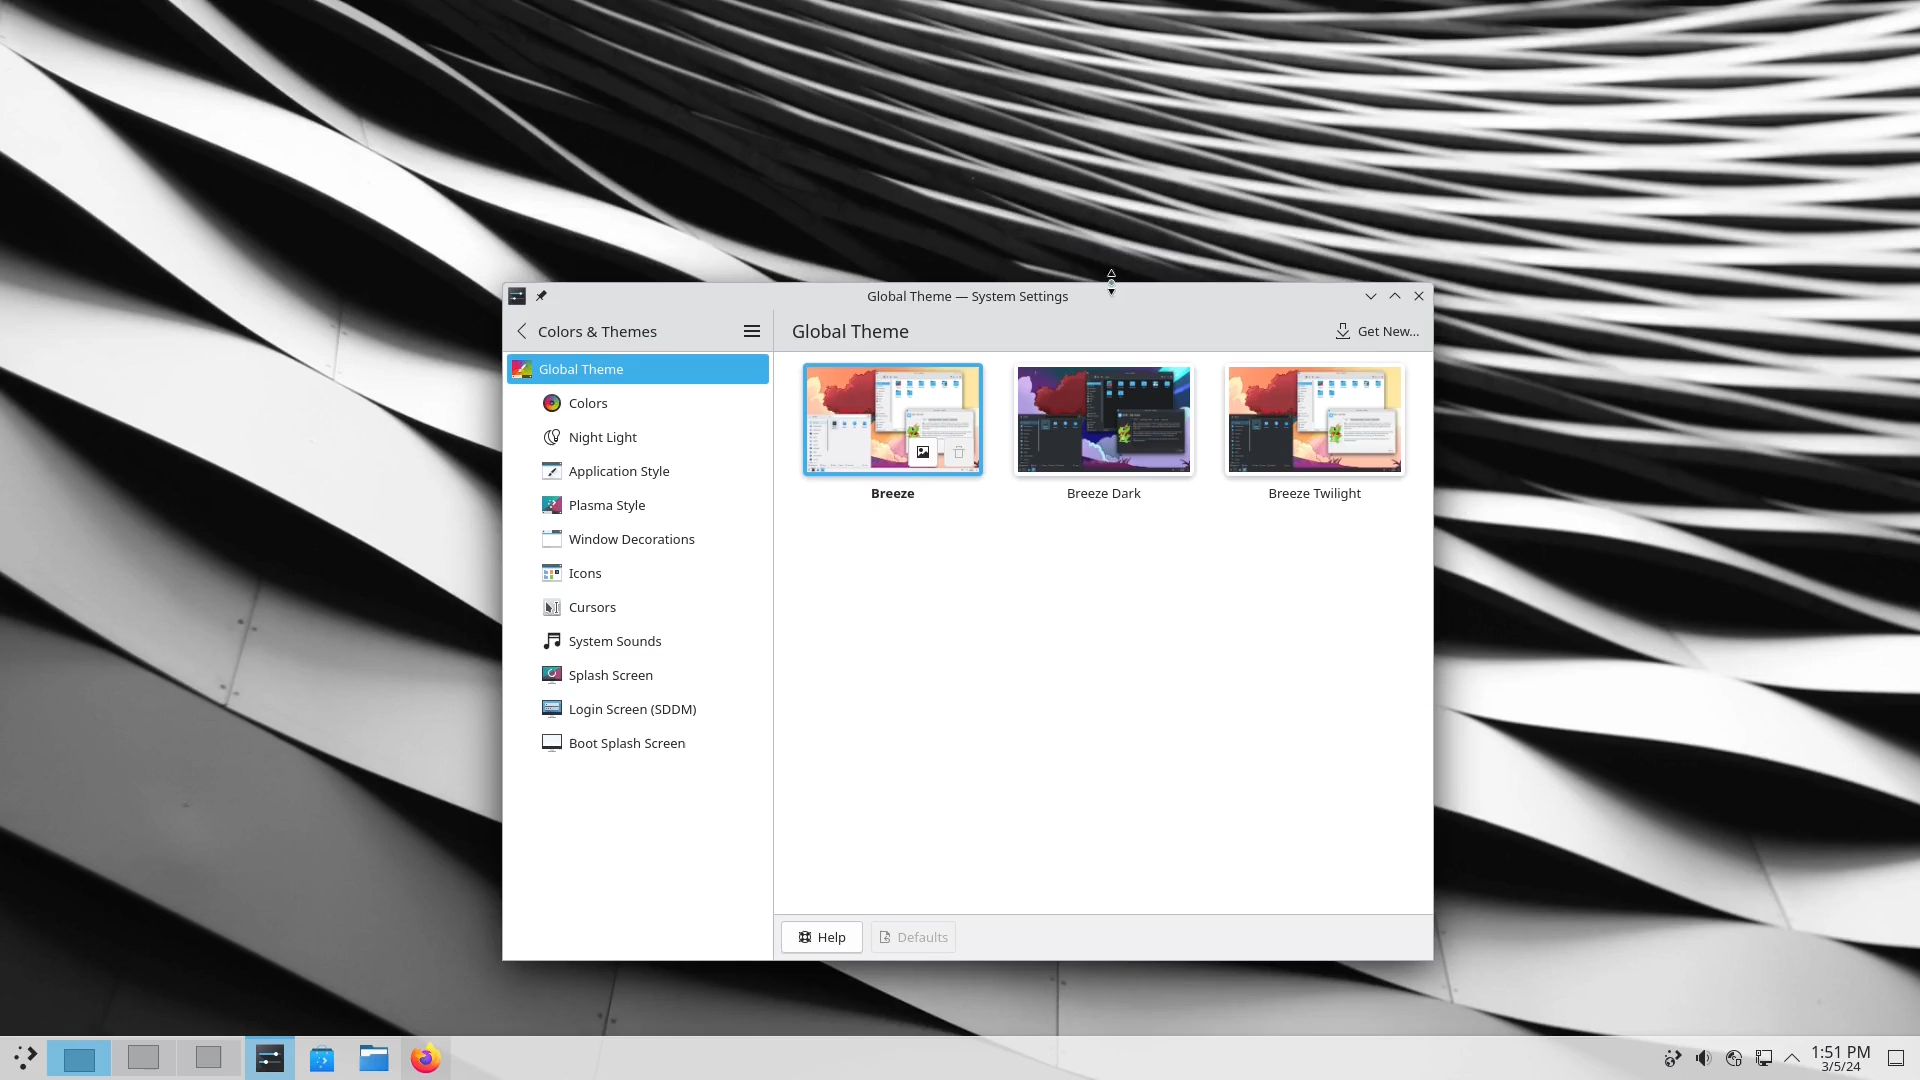 Global Theme — System Settings
Colors & Themes
Global Theme
Get New...
Global Theme
Colors
Night Light
Application Style
Plasma Style
Window Decorations
Icons
Cursors
System Sounds
Splash Screen
Login Screen (SDDM)
Boot Splash Screen
Breeze
Breeze Dark
Breeze Twilight
Help
Defaults
1:51 PM
3/5/24